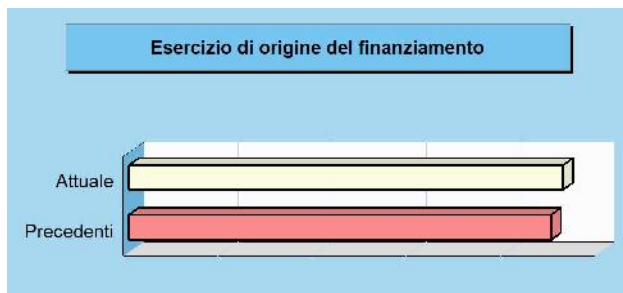 Esercizio di origine del finanziamento
Attuale
Precedenti